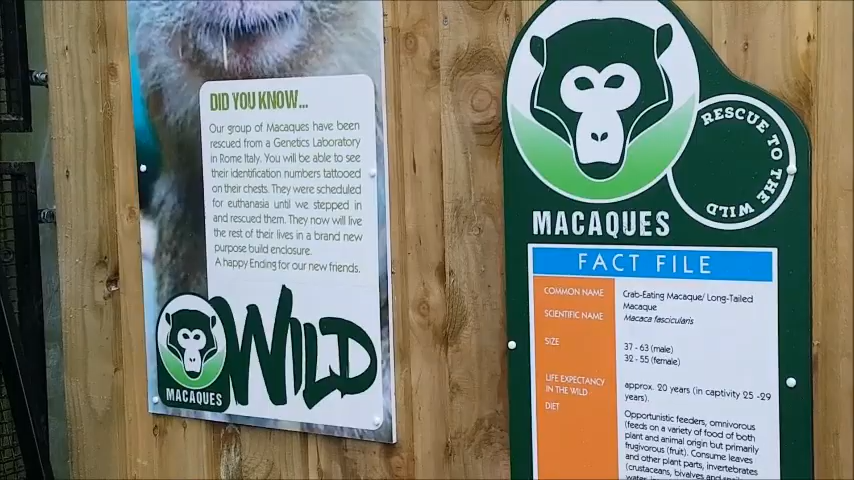 DID YOU KNOW...
Our group of Macaques have been
rescued from a Genetics Laboratory
in Rome Italy. You will be able to see
their identification numbers tattooed
on their chests. They were scheduled
for euthanasia until we stepped in
and rescued them. They now will live
the rest of their lives in a brand new
purpose build enclosure.
A happy Ending for our new friends.
MACAQUES
WILD
RESCUE TO THE WILD
MACAQUES
FACT FILE
COMMON NAME
Crab-Eating Macaque/ Long-Tailed
Macaque
SCIENTIFIC NAME
Macaca fascicularis
SIZE
37 - 63 (male)
32 - 55 (female)
LIFE EXPECTANCY
IN THE WILD
approx. 20 years (in captivity 25 -29
years).
DIET
Opportunistic feeders, omnivorous
(feeds on a variety of food of both
plant and animal origin but primarily
frugivorous (fruit). Consume leaves
and other plant parts, invertebrates
(crustaceans, bivalves and